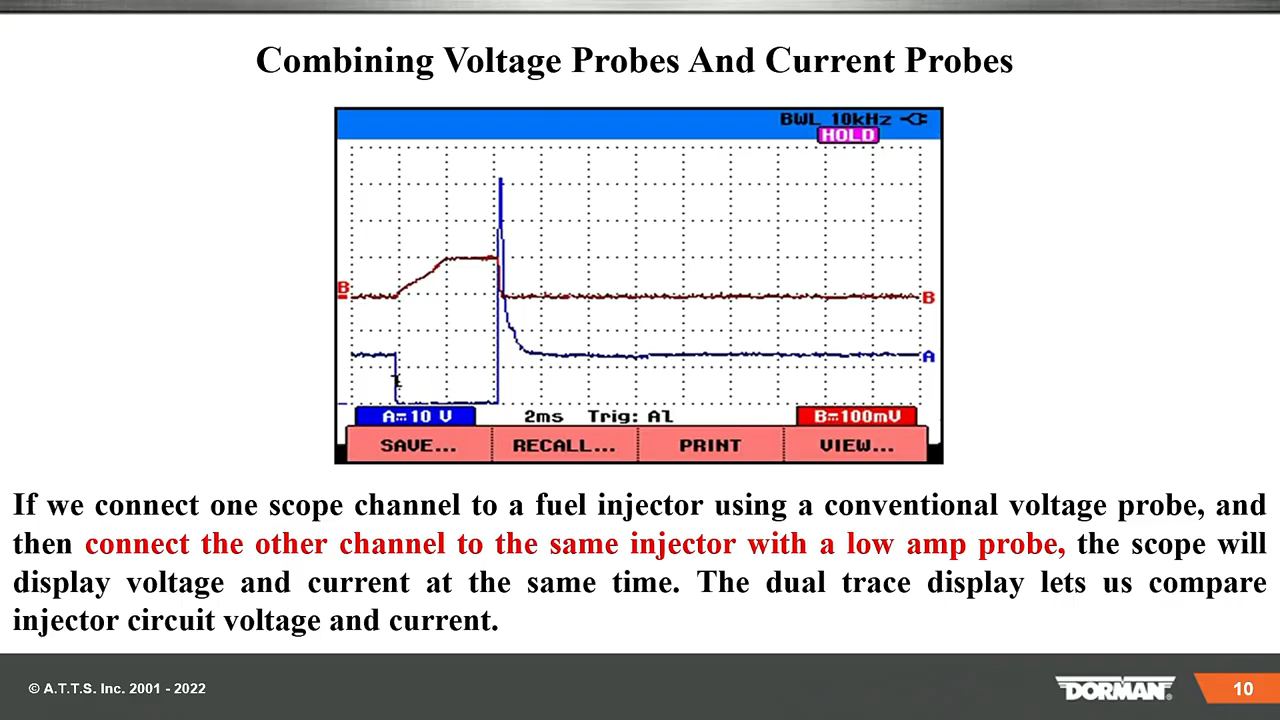 Combining Voltage Probes And Current Probes
BWL 10kHz
HOLD
B
B
A
A=10 V 2ms Trig: A↓ B=100mV
SAVE... RECALL... PRINT VIEW...
If we connect one scope channel to a fuel injector using a conventional voltage probe, and
then connect the other channel to the same injector with a low amp probe, the scope will
display voltage and current at the same time. The dual trace display lets us compare
injector circuit voltage and current.
© A.T.T.S. Inc. 2001 - 2022
DORMAN®
10